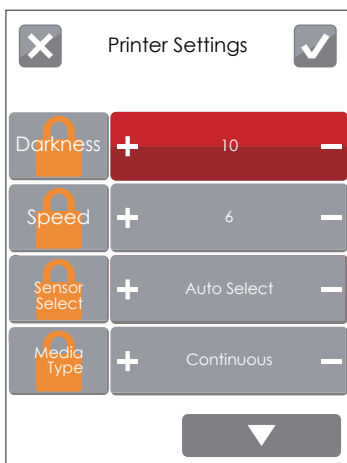 Printer Settings
Darkness
+ 10 −
Speed
+ 6 −
Sensor
Select
+ Auto Select −
Media
Type
+ Continuous −